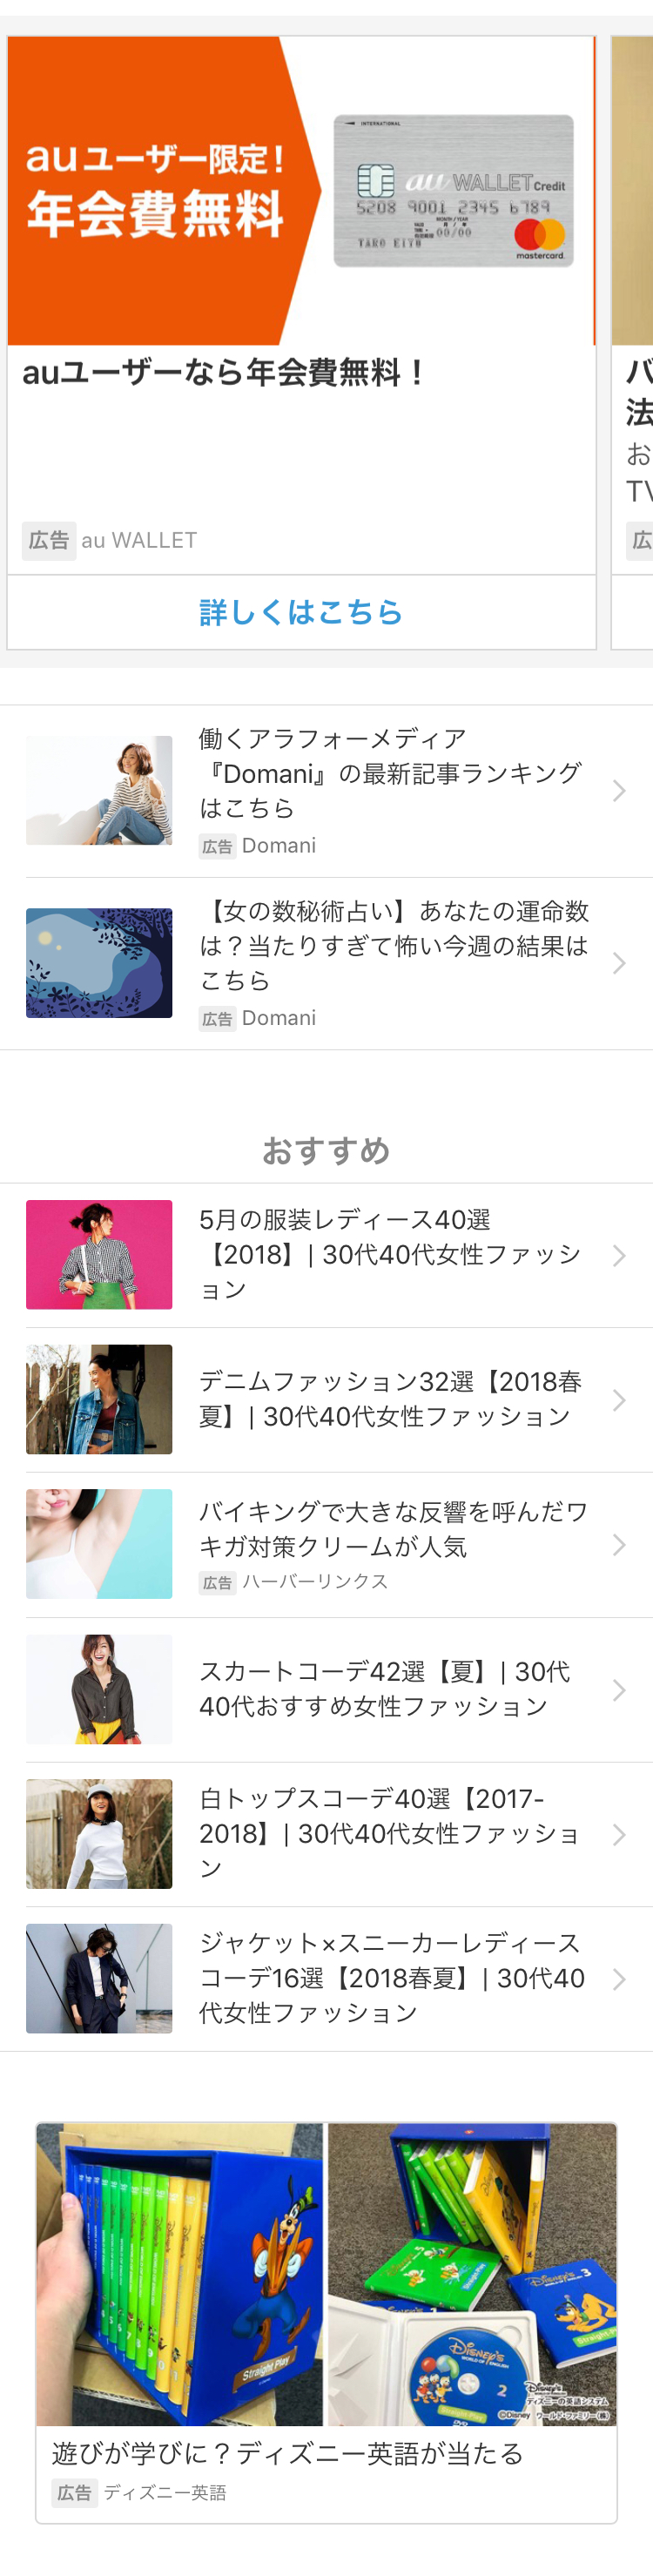 auユーザー限定!
年会費無料
INTERNATIONAL
au WALLET Credit
5208 9001 2345 6789
MONTH/YEAR
月 / 年
00/00
TARO EITU
mastercard.
auユーザーなら年会費無料！
広告 au WALLET
詳しくはこちら
バ
法
お
TV
広
働くアラフォーメディア
『Domani』の最新記事ランキング
はこちら
広告 Domani
【女の数秘術占い】あなたの運命数
は？当たりすぎて怖い今週の結果は
こちら
広告 Domani
おすすめ
5月の服装レディース40選
【2018】| 30代40代女性ファッシ
ョン
デニムファッション32選【2018春
夏】| 30代40代女性ファッション
バイキングで大きな反響を呼んだワ
キガ対策クリームが人気
広告 ハーバーリンクス
スカートコーデ42選【夏】| 30代
40代おすすめ女性ファッション
白トップスコーデ40選【2017-
2018】| 30代40代女性ファッショ
ン
ジャケット×スニーカーレディース
コーデ16選【2018春夏】| 30代40
代女性ファッション
Straight Play
Disney's
3
Straight Play
Disney's
WORLD OF ENGLISH
2
Straight Play
DVD
Disney's
ディズニーの英語システム
©Disney ワールド・ファミリー(株)
遊びが学びに？ディズニー英語が当たる
広告 ディズニー英語